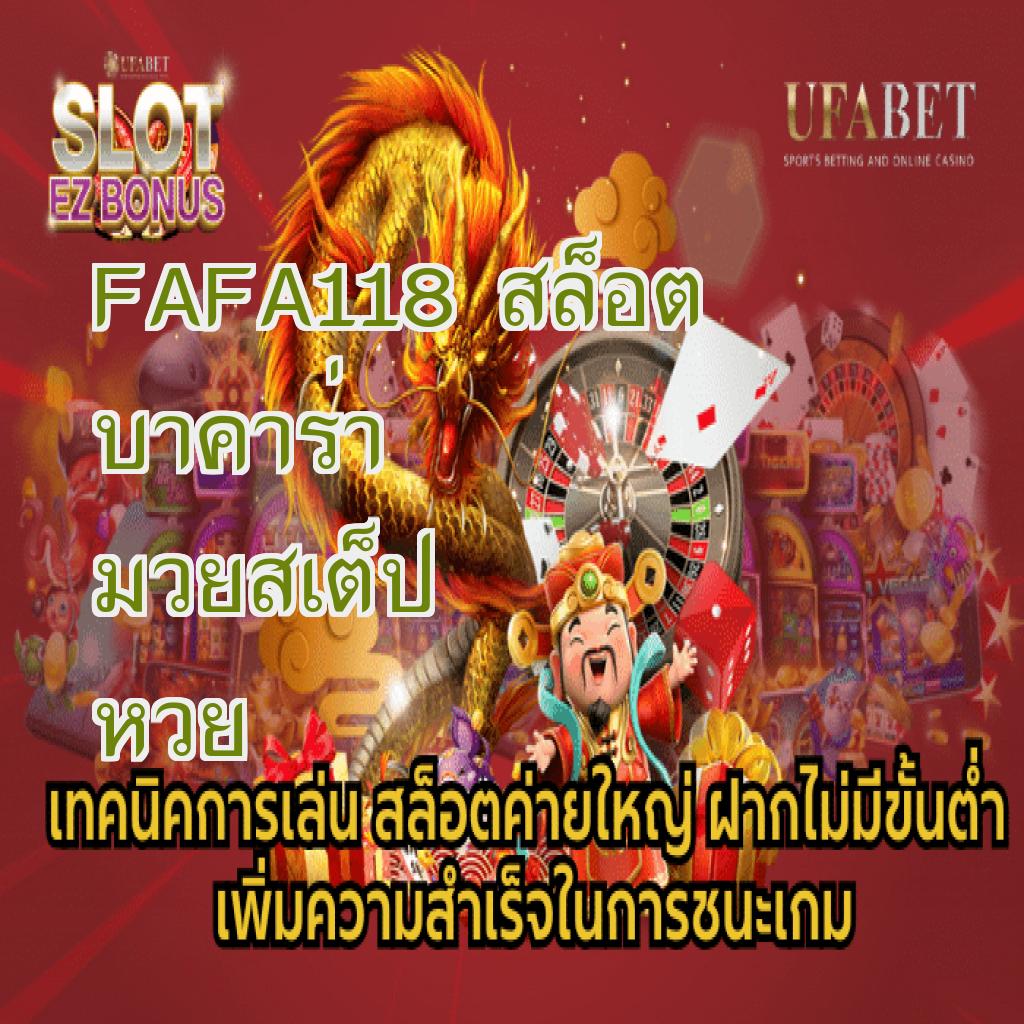 UFABET
SLOT
EZ BONUS
UFABET
SPORTS BETTING AND ONLINE CASINO
FAFA118 สล็อต
บาคาร่า
มวยสเต็ป
หวย
เทคนิคการเล่น สล็อตค่ายใหญ่ ฝากไม่มีขั้นต่ำ
เพิ่มความสำเร็จในการชนะเกม